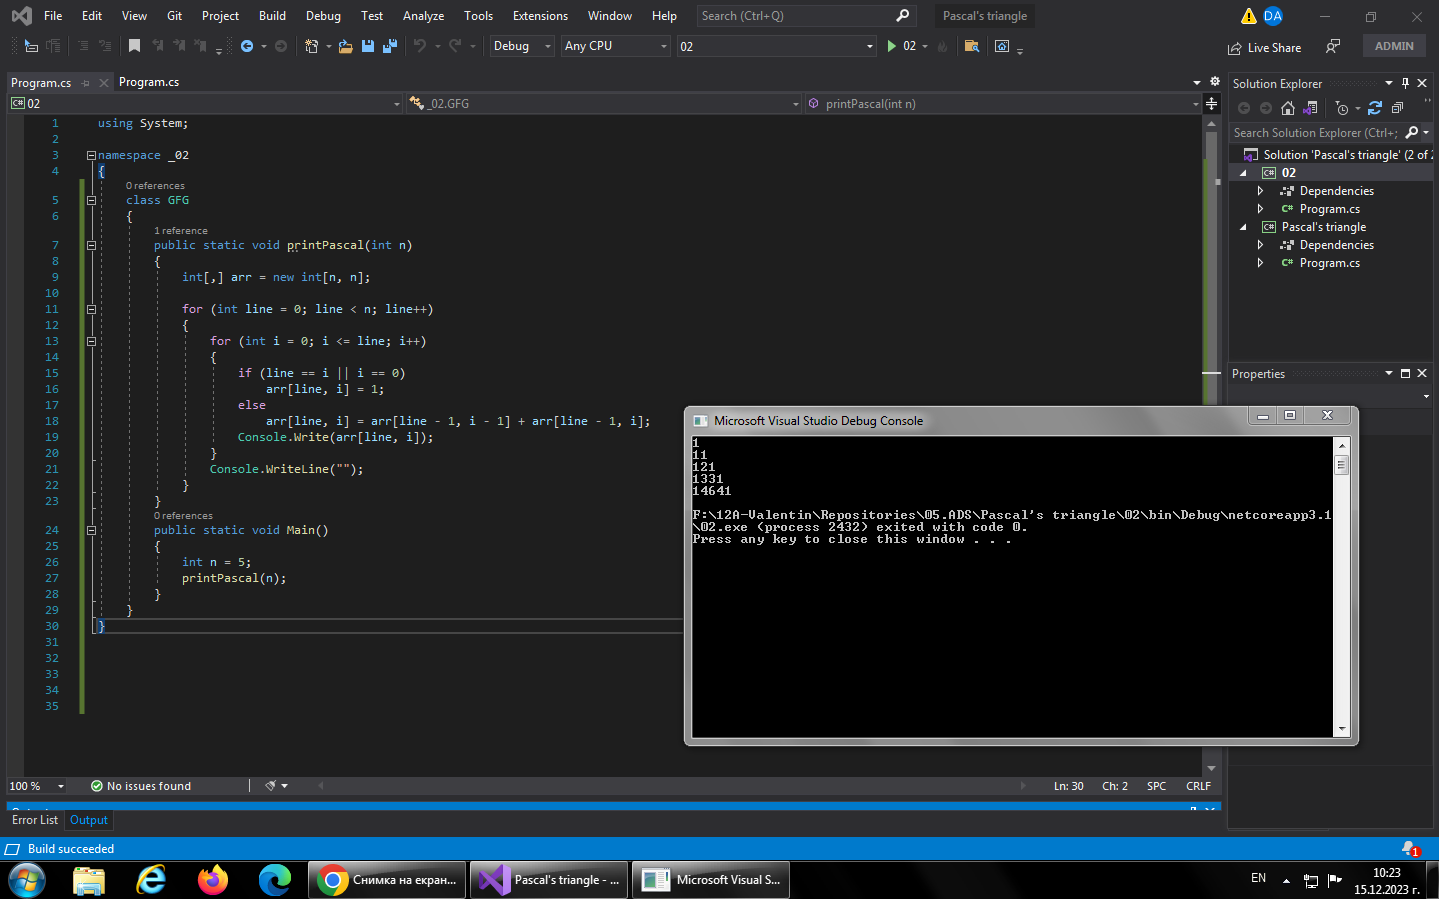 File Edit View Git Project Build Debug Test Analyze Tools Extensions Window Help Search (Ctrl+Q) Pascal's triangle DA
Debug Any CPU 02 02 Live Share ADMIN
Program.cs Program.cs
02 _02.GFG printPascal(int n)
1 using System;
2
3 namespace _02
4 {
0 references
5 class GFG
6 {
1 reference
7 public static void printPascal(int n)
8 {
9 int[,] arr = new int[n, n];
10
11 for (int line = 0; line < n; line++)
12 {
13 for (int i = 0; i <= line; i++)
14 {
15 if (line == i || i == 0)
16 arr[line, i] = 1;
17 else
18 arr[line, i] = arr[line - 1, i - 1] + arr[line - 1, i];
19 Console.Write(arr[line, i]);
20 }
21 Console.WriteLine("");
22 }
23 }
0 references
24 public static void Main()
25 {
26 int n = 5;
27 printPascal(n);
28 }
29 }
30 }
31
32
33
34
35
Solution Explorer
Search Solution Explorer (Ctrl+;
Solution 'Pascal's triangle' (2 of 2
C# 02
Dependencies
C# Program.cs
C# Pascal's triangle
Dependencies
C# Program.cs
Properties
Microsoft Visual Studio Debug Console
1
11
121
1331
14641
F:\12A-Valentin\Repositories\05.ADS\Pascal's triangle\02\bin\Debug\netcoreapp3.1
\02.exe (process 2432) exited with code 0.
Press any key to close this window . . .
100 % No issues found Ln: 30 Ch: 2 SPC CRLF
Error List Output
Build succeeded 1
Снимка на екран... Pascal's triangle - ... Microsoft Visual S... EN 10:23
15.12.2023 г.